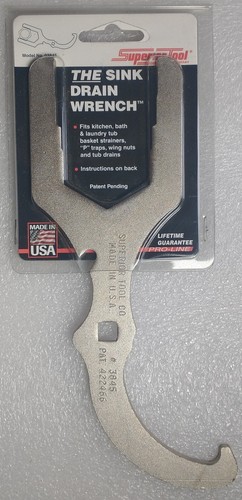 Superior Tool
THE SINK
DRAIN
WRENCH™
• Fits kitchen, bath
& laundry tub
basket strainers,
"P" traps, wing nuts
and tub drains
• Instructions on back
Patent Pending
MADE IN
USA
LIFETIME
GUARANTEE
PRO-LINE
SUPERIOR TOOL CO.
MADE IN U.S.A.
# 3845
PAT. 422466